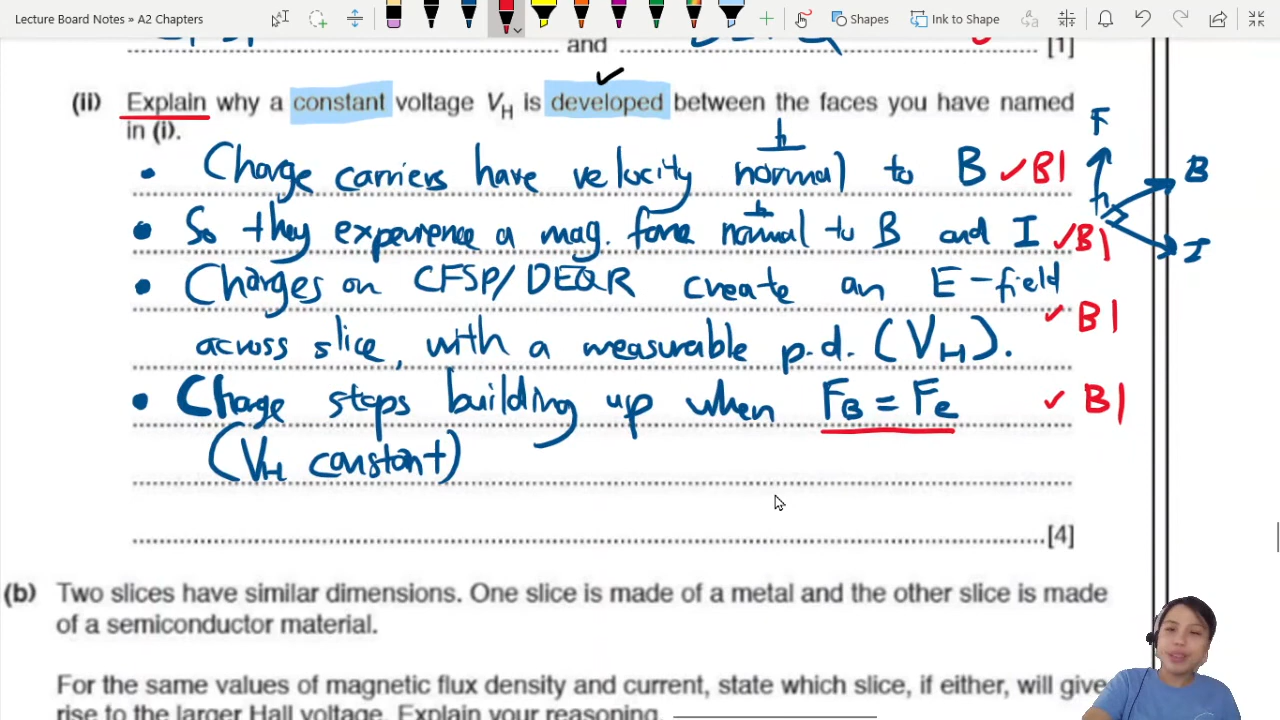 Lecture Board Notes » A2 Chapters
Shapes
Ink to Shape
and
[1]
(ii) Explain why a constant voltage VH is developed between the faces you have named
in (i).
• Charge carriers have velocity normal to B ✓B1
• So they experience a mag. force normal to B and I ✓B1
F
B
I
• Charges on CFSP/DEQR create an E-field
across slice, with a measurable p.d. (VH). ✓B1
• Charge stops building up when FB = Fe ✓ B1
(VH constant)
[4]
(b) Two slices have similar dimensions. One slice is made of a metal and the other slice is made
of a semiconductor material.
For the same values of magnetic flux density and current, state which slice, if either, will give
rise to the larger Hall voltage. Explain your reasoning.